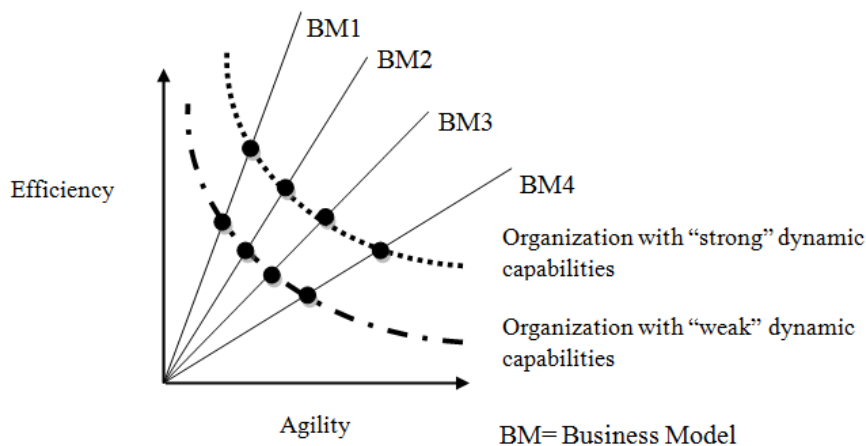 BM1
BM2
BM3
BM4
Efficiency
Organization with “strong” dynamic
capabilities
Organization with “weak” dynamic
capabilities
Agility
BM= Business Model